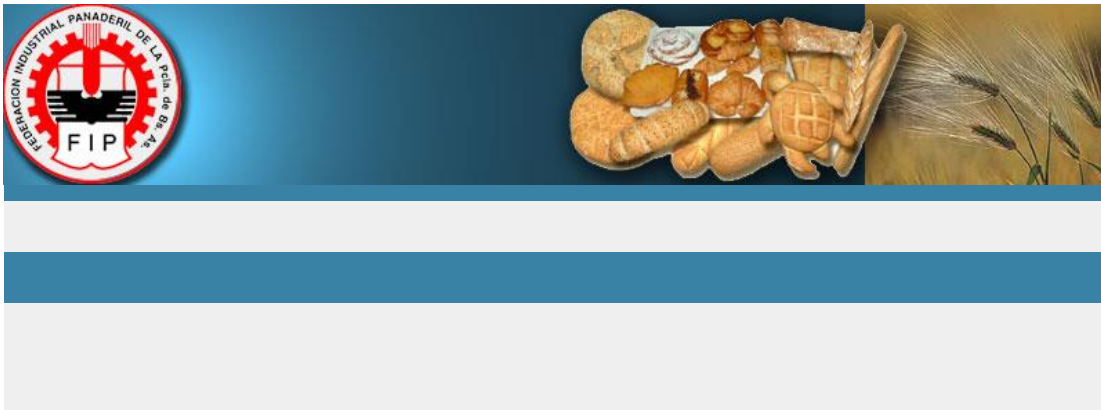 FEDERACION INDUSTRIAL PANADERIL DE LA Pcia. de Bs. As.
FIP